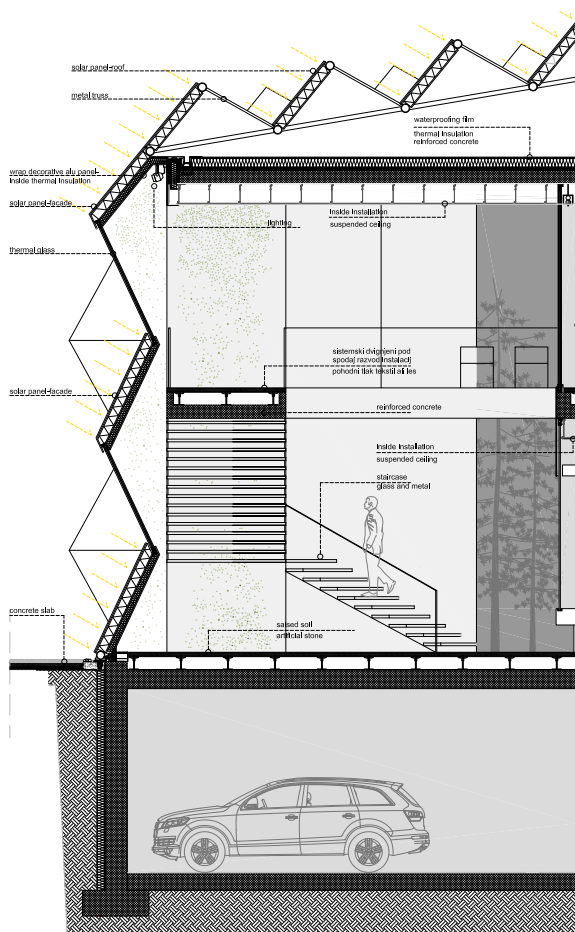 solar panel-roof
metal truss
waterproofing film
thermal insulation
reinforced concrete
wrap decorative alu panel-
inside thermal insulation
solar panel-facade
lighting
inside installation
suspended ceiling
thermal glass
sistemski dvignjeni pod
spodaj razvod instalacij
pohodni tlak tekstil ali les
solar panel-facade
reinforced concrete
inside installation
suspended ceiling
staircase
glass and metal
concrete slab
saised soil
artificial stone